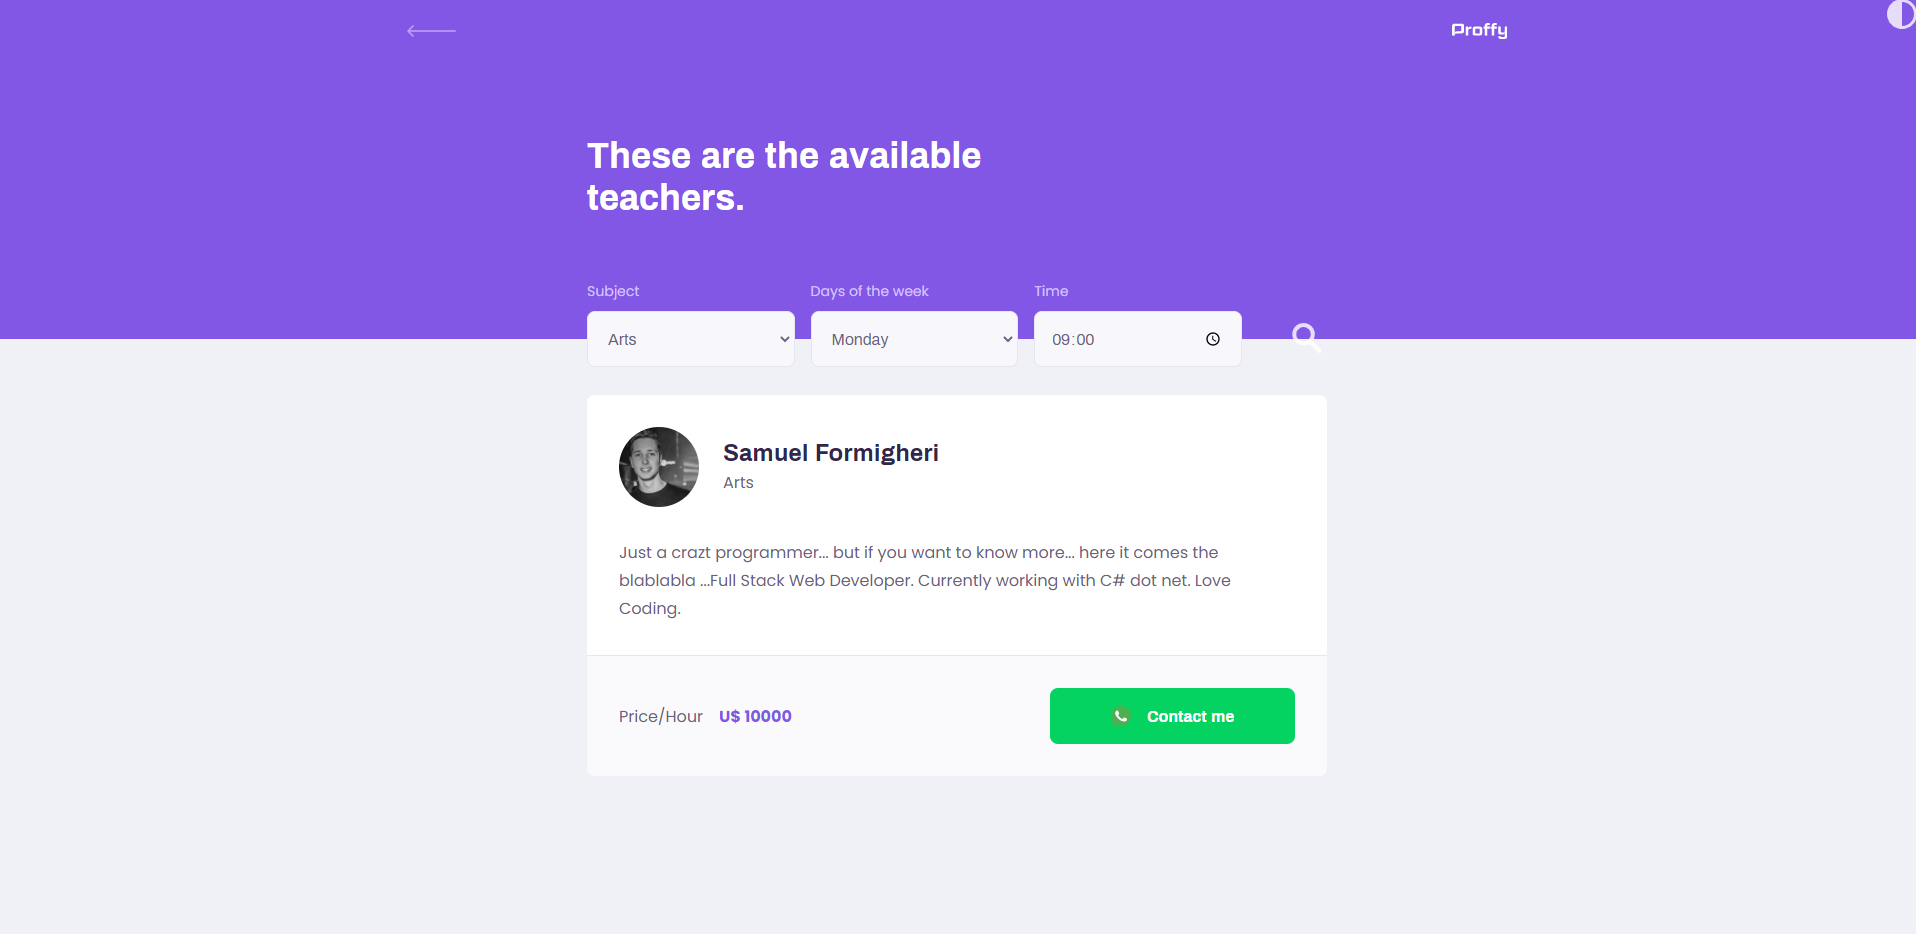 Proffy
These are the available
teachers.
Subject
Days of the week
Time
Arts
Monday
09:00
Samuel Formigheri
Arts
Just a crazt programmer... but if you want to know more... here it comes the
blablabla ...Full Stack Web Developer. Currently working with C# dot net. Love
Coding.
Price/Hour U$ 10000
Contact me